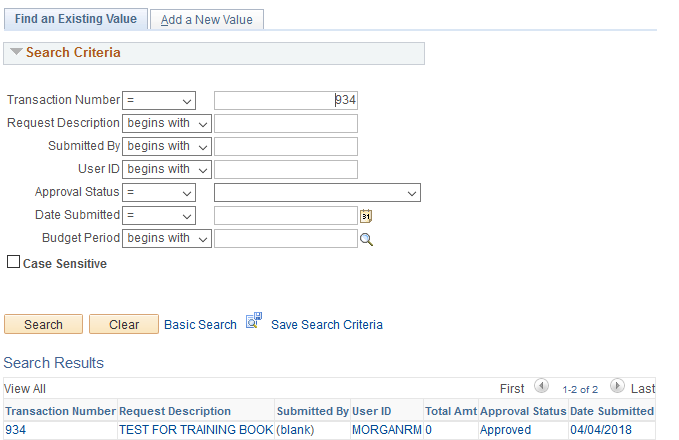 Find an Existing Value Add a New Value
Search Criteria
Transaction Number = 934
Request Description begins with
Submitted By begins with
User ID begins with
Approval Status =
Date Submitted = 31
Budget Period begins with
Case Sensitive
Search Clear Basic Search Save Search Criteria
Search Results
View All First 1-2 of 2 Last
Transaction Number Request Description Submitted By User ID Total Amt Approval Status Date Submitted
934 TEST FOR TRAINING BOOK (blank) MORGANRM 0 Approved 04/04/2018